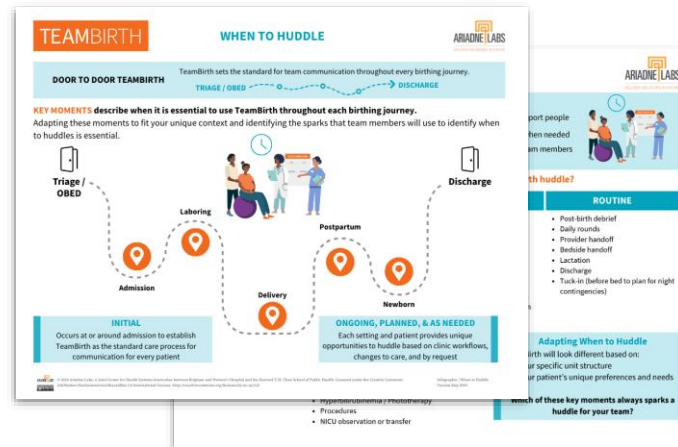 TEAMBIRTH
WHEN TO HUDDLE
ARIADNE LABS
DOOR TO DOOR TEAMBIRTH
TeamBirth sets the standard for team communication throughout every birthing journey.
TRIAGE / OBED
DISCHARGE
KEY MOMENTS describe when it is essential to use TeamBirth throughout each birthing journey.
Adapting these moments to fit your unique context and identifying the sparks that team members will use to identify when
to huddles is essential.
Triage /
OBED
Discharge
Laboring
Postpartum
Admission
Delivery
Newborn
INITIAL
Occurs at or around admission to establish
TeamBirth as the standard care process for
communication for every patient
ONGOING, PLANNED, & AS NEEDED
Each setting and patient provides unique
opportunities to huddle based on clinic workflows,
changes to care, and by request
ARIADNE LABS
port people
hen needed
am members
th huddle?
ROUTINE
• Post-birth debrief
• Daily rounds
• Provider handoff
• Bedside handoff
• Lactation
• Discharge
• Tuck-in (before bed to plan for night
contingencies)
Adapting When to Huddle
irth will look different based on:
ur specific unit structure
ur patient's unique preferences and needs
hich of these key moments always sparks a
huddle for your team?
• Hyperbilirubinemia / Phototherapy
• Procedures
• NICU observation or transfer